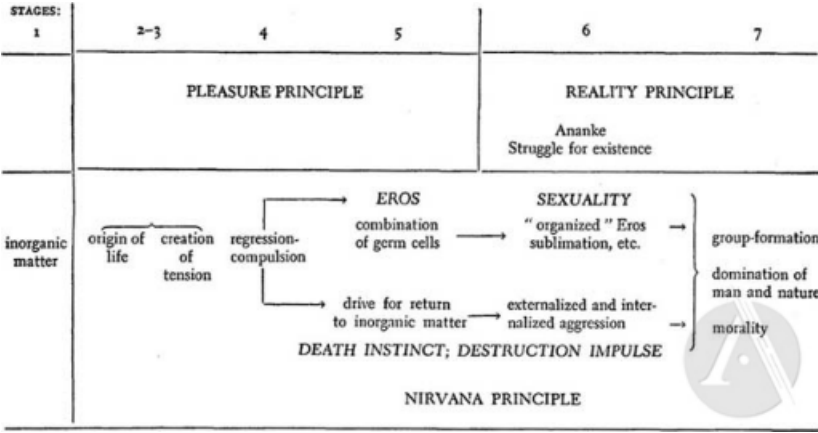 STAGES:
1 2-3 4 5 6 7
PLEASURE PRINCIPLE REALITY PRINCIPLE
Ananke
Struggle for existence
EROS SEXUALITY
inorganic matter
origin of life
creation of tension
regression-compulsion
combination of germ cells
" organized " Eros
sublimation, etc.
group-formation
domination of man and nature
drive for return
to inorganic matter
externalized and inter-
nalized aggression
morality
DEATH INSTINCT; DESTRUCTION IMPULSE
NIRVANA PRINCIPLE